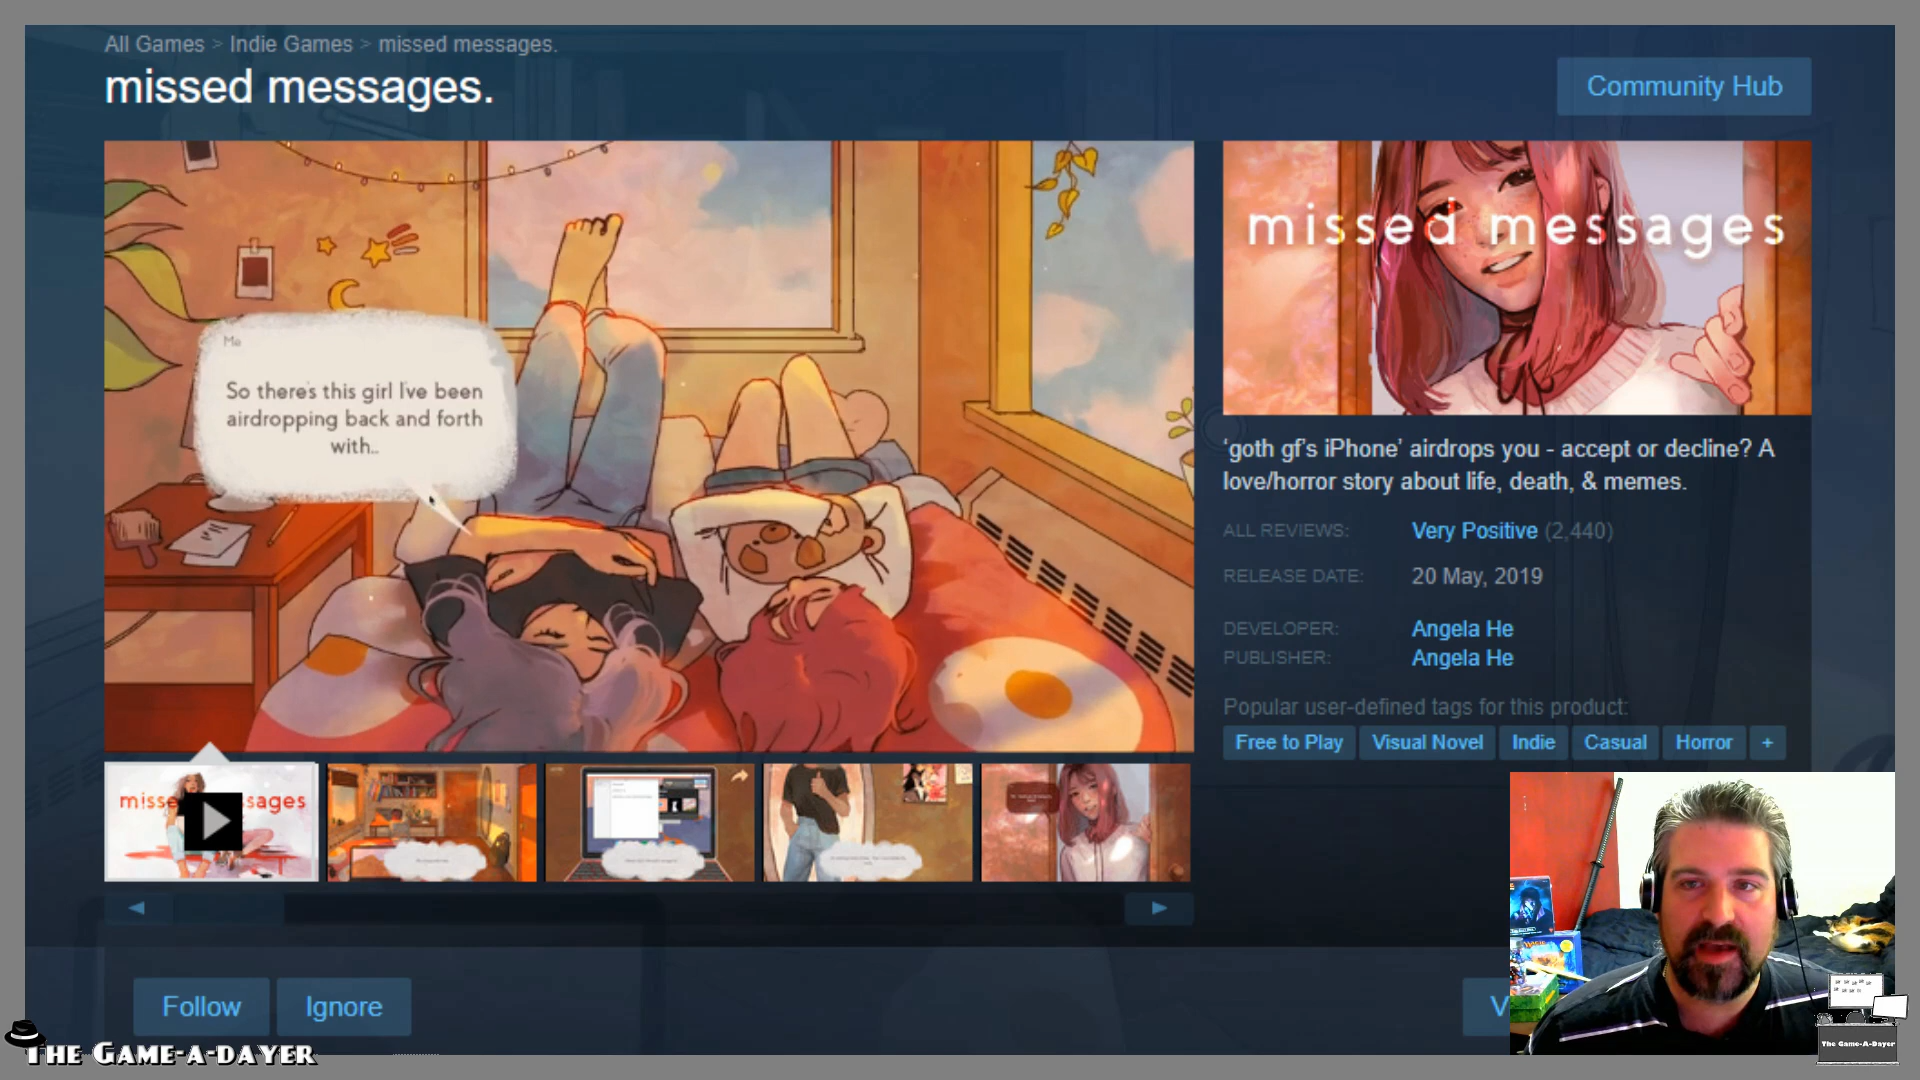 All Games > Indie Games > missed messages.
missed messages.
Community Hub
Me
So there's this girl I've been
airdropping back and forth
with..
missed messages
'goth gf's iPhone' airdrops you - accept or decline? A
love/horror story about life, death, & memes.
ALL REVIEWS: Very Positive (2,440)
RELEASE DATE: 20 May, 2019
DEVELOPER: Angela He
PUBLISHER: Angela He
Popular user-defined tags for this product:
Free to Play Visual Novel Indie Casual Horror +
Follow Ignore
THE GAME-A-DAYER
The Game-A-Dayer